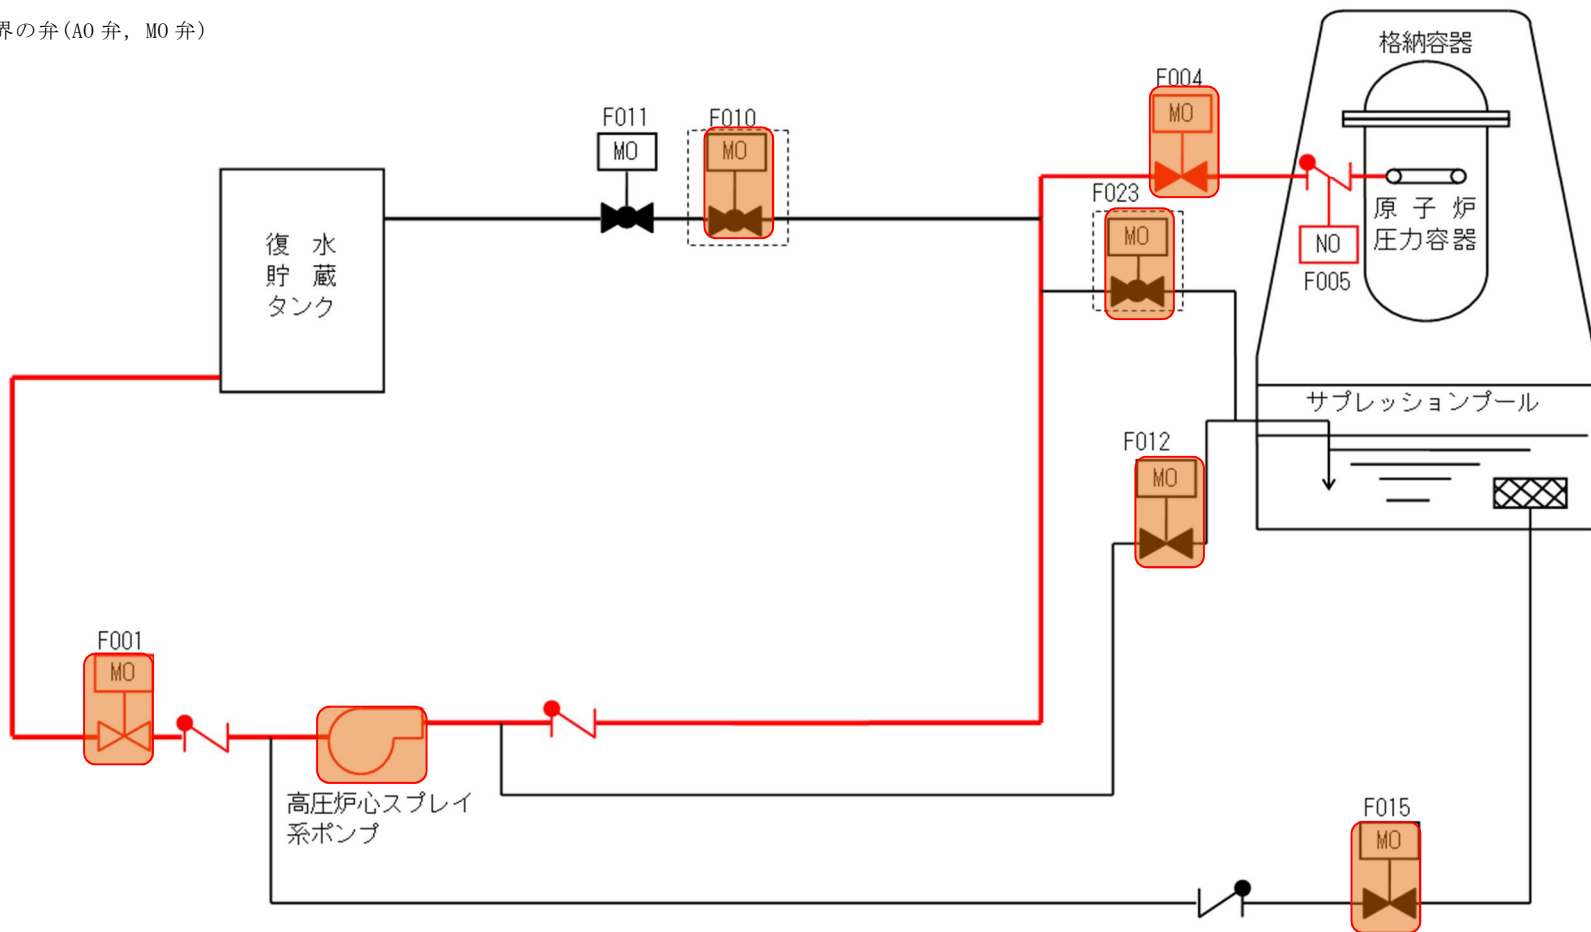 界の弁(AO弁, MO弁)
格納容器
F004
MO
F011
MO
F010
MO
F023
MO
NO
F005
原子炉
圧力容器
復水
貯蔵
タンク
サプレッションプール
F012
MO
F001
MO
高圧炉心スプレイ
系ポンプ
F015
MO